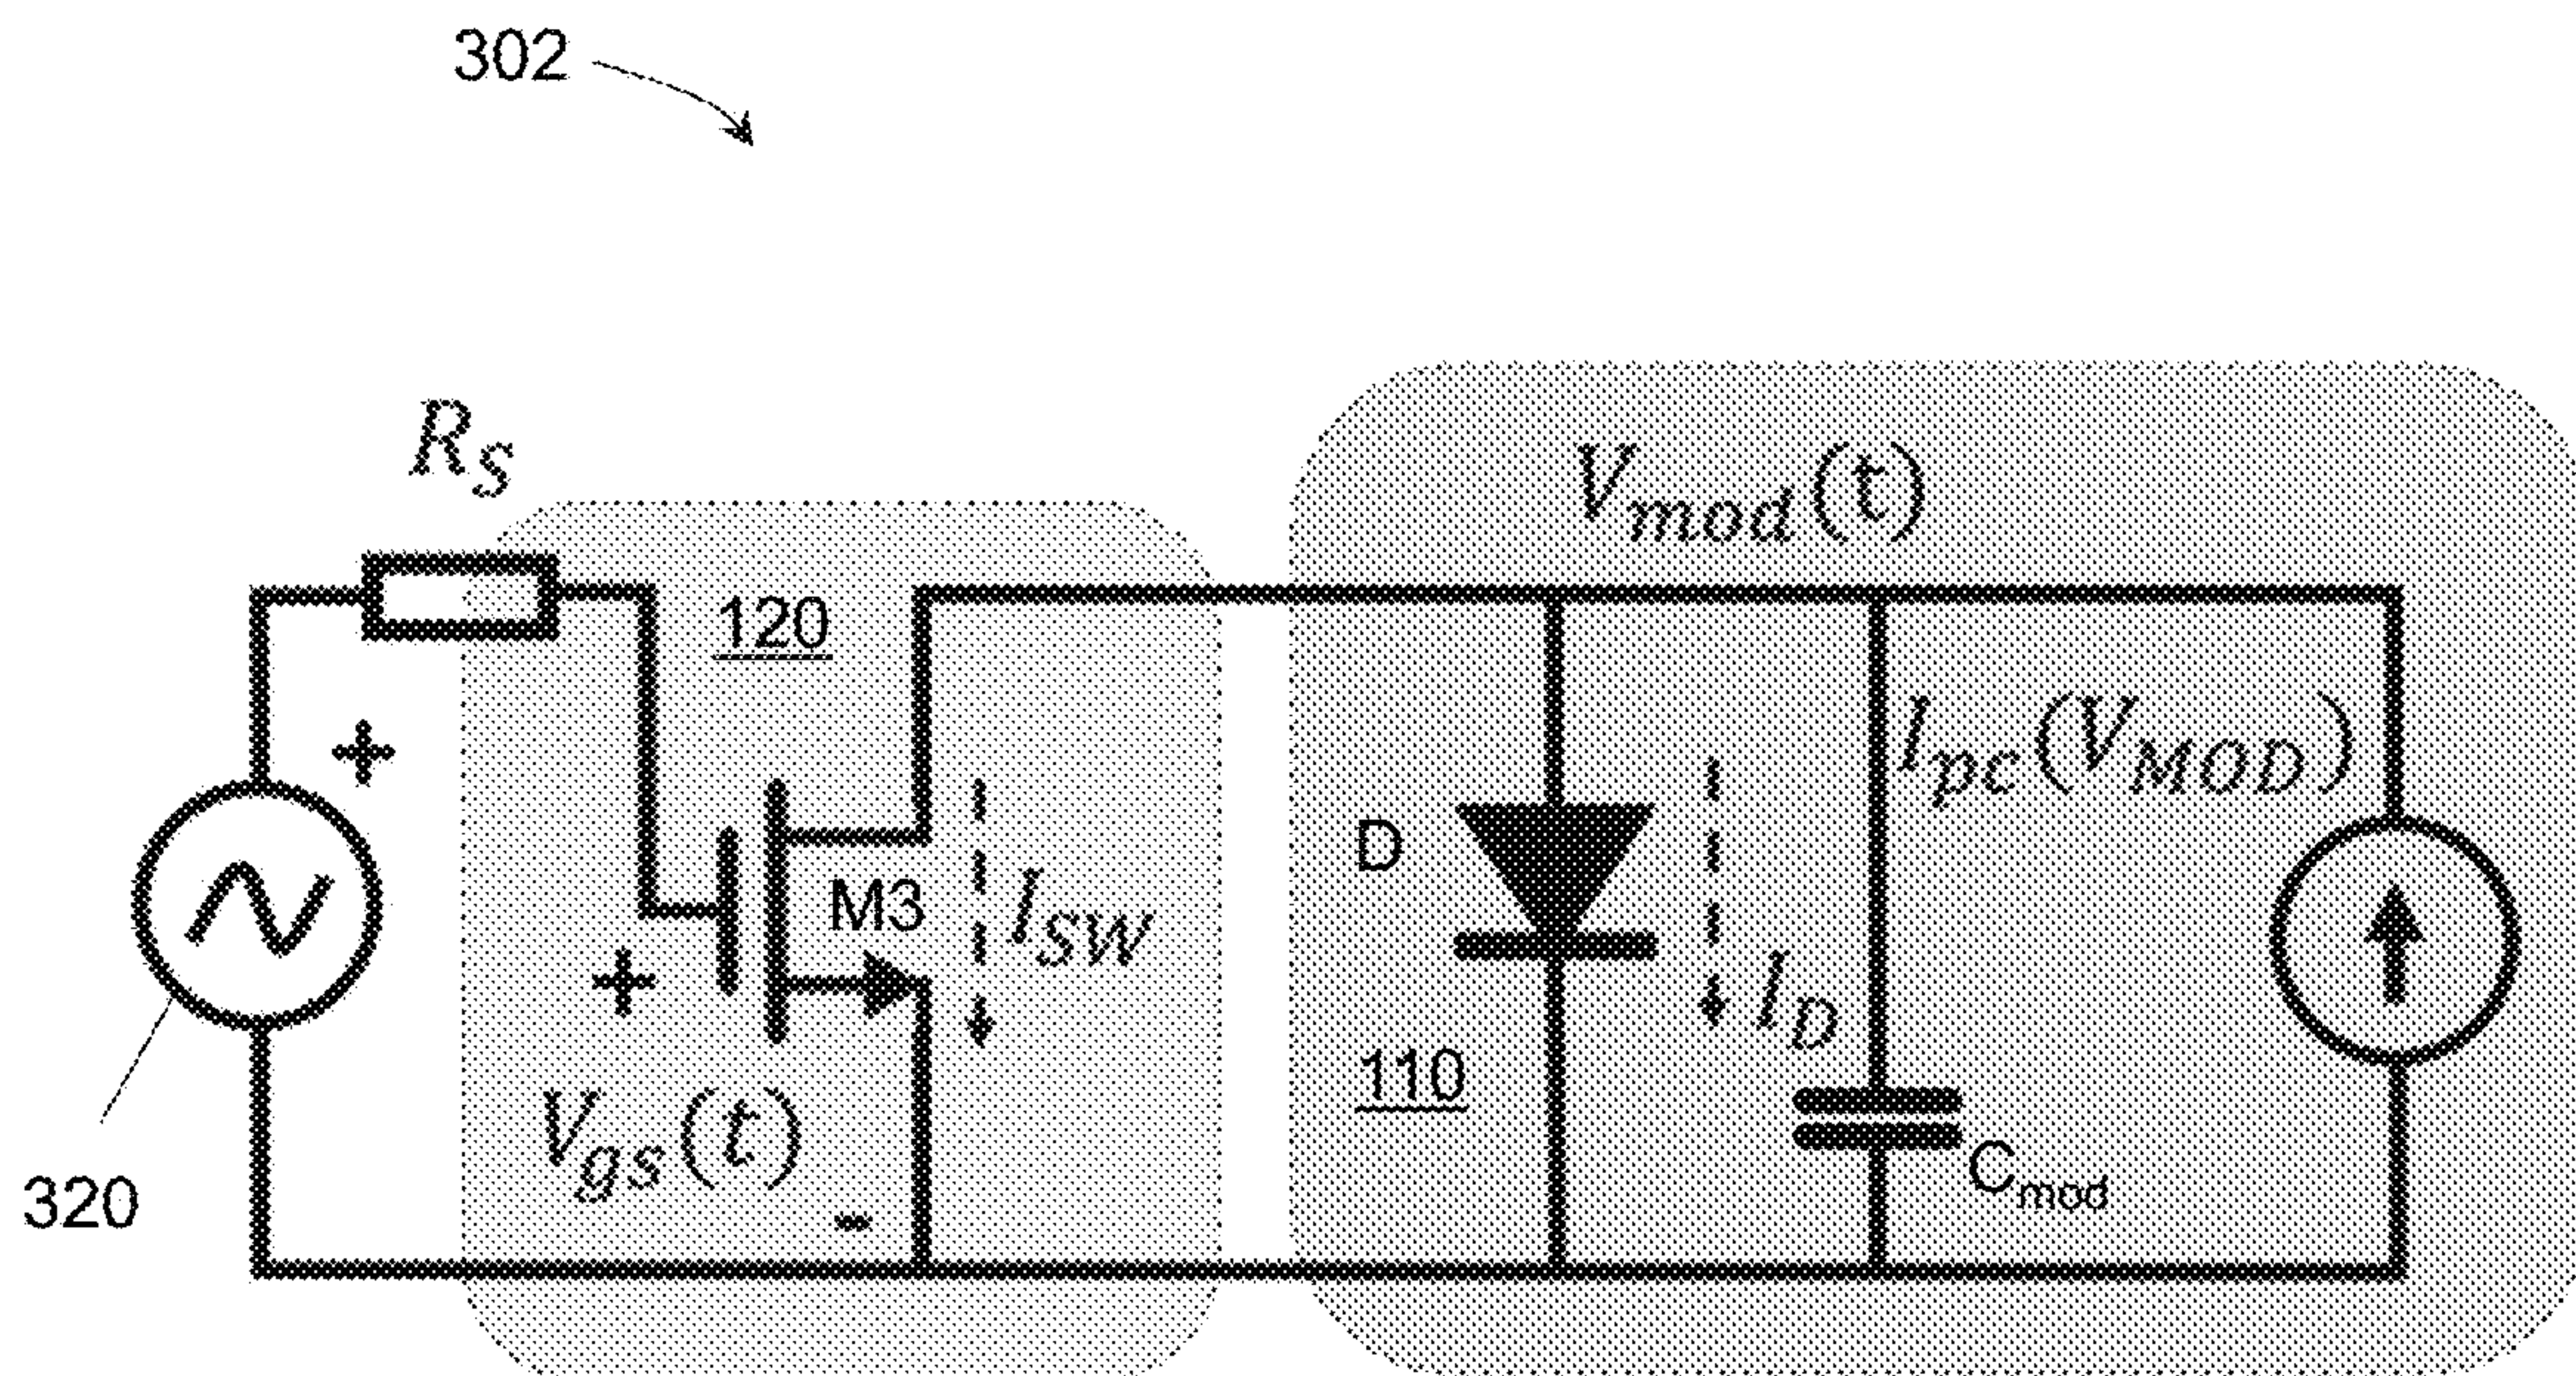 302
R_S
V_mod(t)
120
+
I_pc(V_MOD)
D
M3
I_SW
+
I_D
110
V_gs(t)
C_mod
320
-